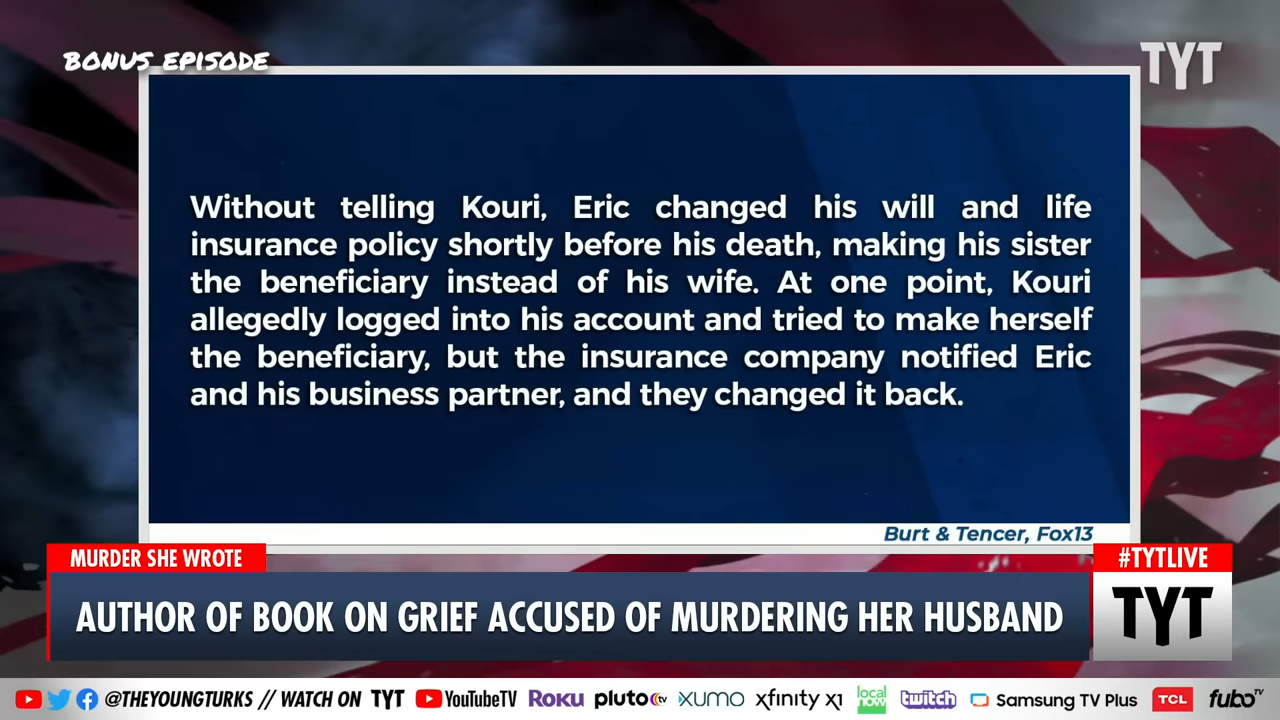 BONUS EPISODE
TYT
Without telling Kouri, Eric changed his will and life
insurance policy shortly before his death, making his sister
the beneficiary instead of his wife. At one point, Kouri
allegedly logged into his account and tried to make herself
the beneficiary, but the insurance company notified Eric
and his business partner, and they changed it back.
Burt & Tencer, Fox13
MURDER SHE WROTE
#TYTLIVE
AUTHOR OF BOOK ON GRIEF ACCUSED OF MURDERING HER HUSBAND
TYT
@THEYOUNGTURKS // WATCH ON TYT YouTubeTV ROKU pluto tv XUMO xfinity X1 local now twitch Samsung TV Plus TCL fubo TV